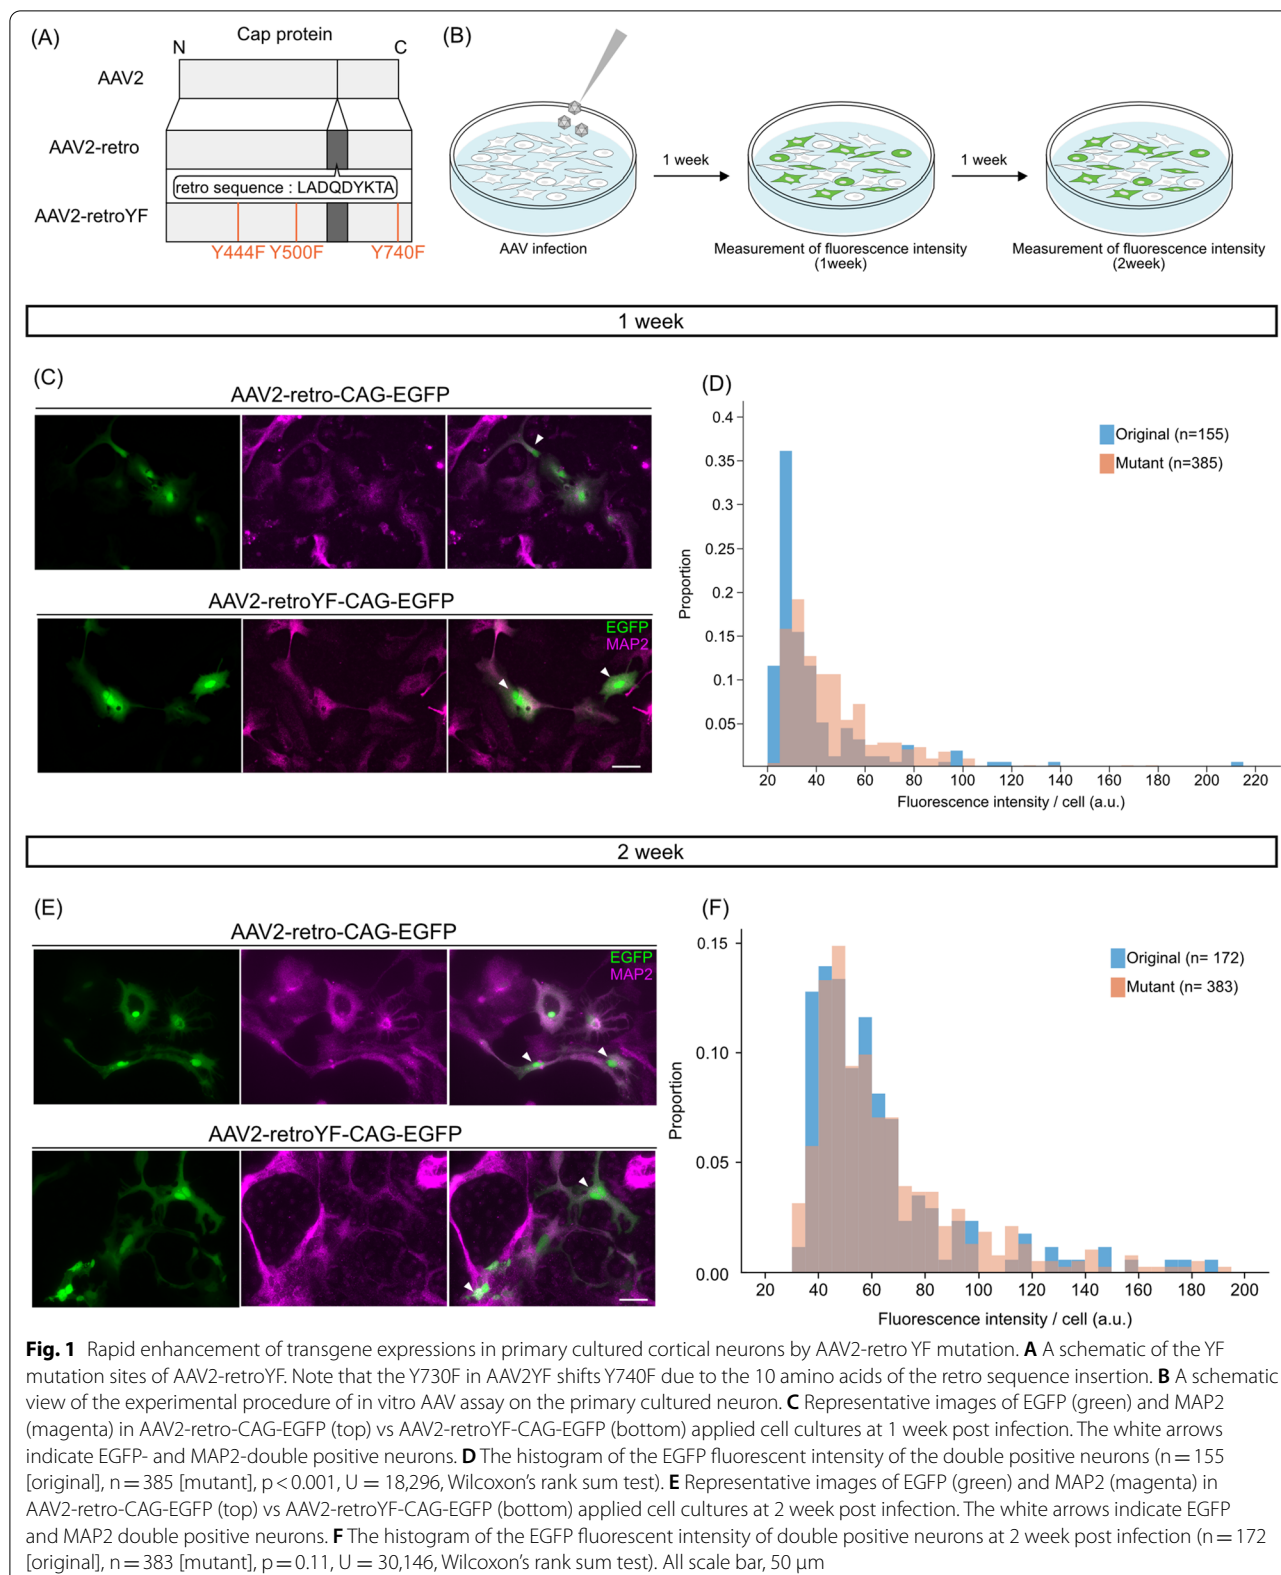 (A)
Cap protein
N
C
AAV2
AAV2-retro
retro sequence : LADQDYKTA
AAV2-retroYF
Y444F Y500F Y740F
(B)
1 week
1 week
AAV infection
Measurement of fluorescence intensity
(1week)
Measurement of fluorescence intensity
(2week)
1 week
(C)
AAV2-retro-CAG-EGFP
AAV2-retroYF-CAG-EGFP
EGFP
MAP2
(D)
0.4
0.35
0.3
0.25
0.2
0.15
0.1
0.05
Proportion
Original (n=155)
Mutant (n=385)
20 40 60 80 100 120 140 160 180 200 220
Fluorescence intensity / cell (a.u.)
2 week
(E)
AAV2-retro-CAG-EGFP
EGFP
MAP2
AAV2-retroYF-CAG-EGFP
(F)
0.15
0.10
0.05
0.00
Proportion
Original (n= 172)
Mutant (n= 383)
20 40 60 80 100 120 140 160 180 200
Fluorescence intensity / cell (a.u.)
Fig. 1 Rapid enhancement of transgene expressions in primary cultured cortical neurons by AAV2-retro YF mutation. A A schematic of the YF
mutation sites of AAV2-retroYF. Note that the Y730F in AAV2YF shifts Y740F due to the 10 amino acids of the retro sequence insertion. B A schematic
view of the experimental procedure of in vitro AAV assay on the primary cultured neuron. C Representative images of EGFP (green) and MAP2
(magenta) in AAV2-retro-CAG-EGFP (top) vs AAV2-retroYF-CAG-EGFP (bottom) applied cell cultures at 1 week post infection. The white arrows
indicate EGFP- and MAP2-double positive neurons. D The histogram of the EGFP fluorescent intensity of the double positive neurons (n = 155
[original], n = 385 [mutant], p < 0.001, U = 18,296, Wilcoxon's rank sum test). E Representative images of EGFP (green) and MAP2 (magenta) in
AAV2-retro-CAG-EGFP (top) vs AAV2-retroYF-CAG-EGFP (bottom) applied cell cultures at 2 week post infection. The white arrows indicate EGFP
and MAP2 double positive neurons. F The histogram of the EGFP fluorescent intensity of double positive neurons at 2 week post infection (n = 172
[original], n = 383 [mutant], p = 0.11, U = 30,146, Wilcoxon's rank sum test). All scale bar, 50 μm